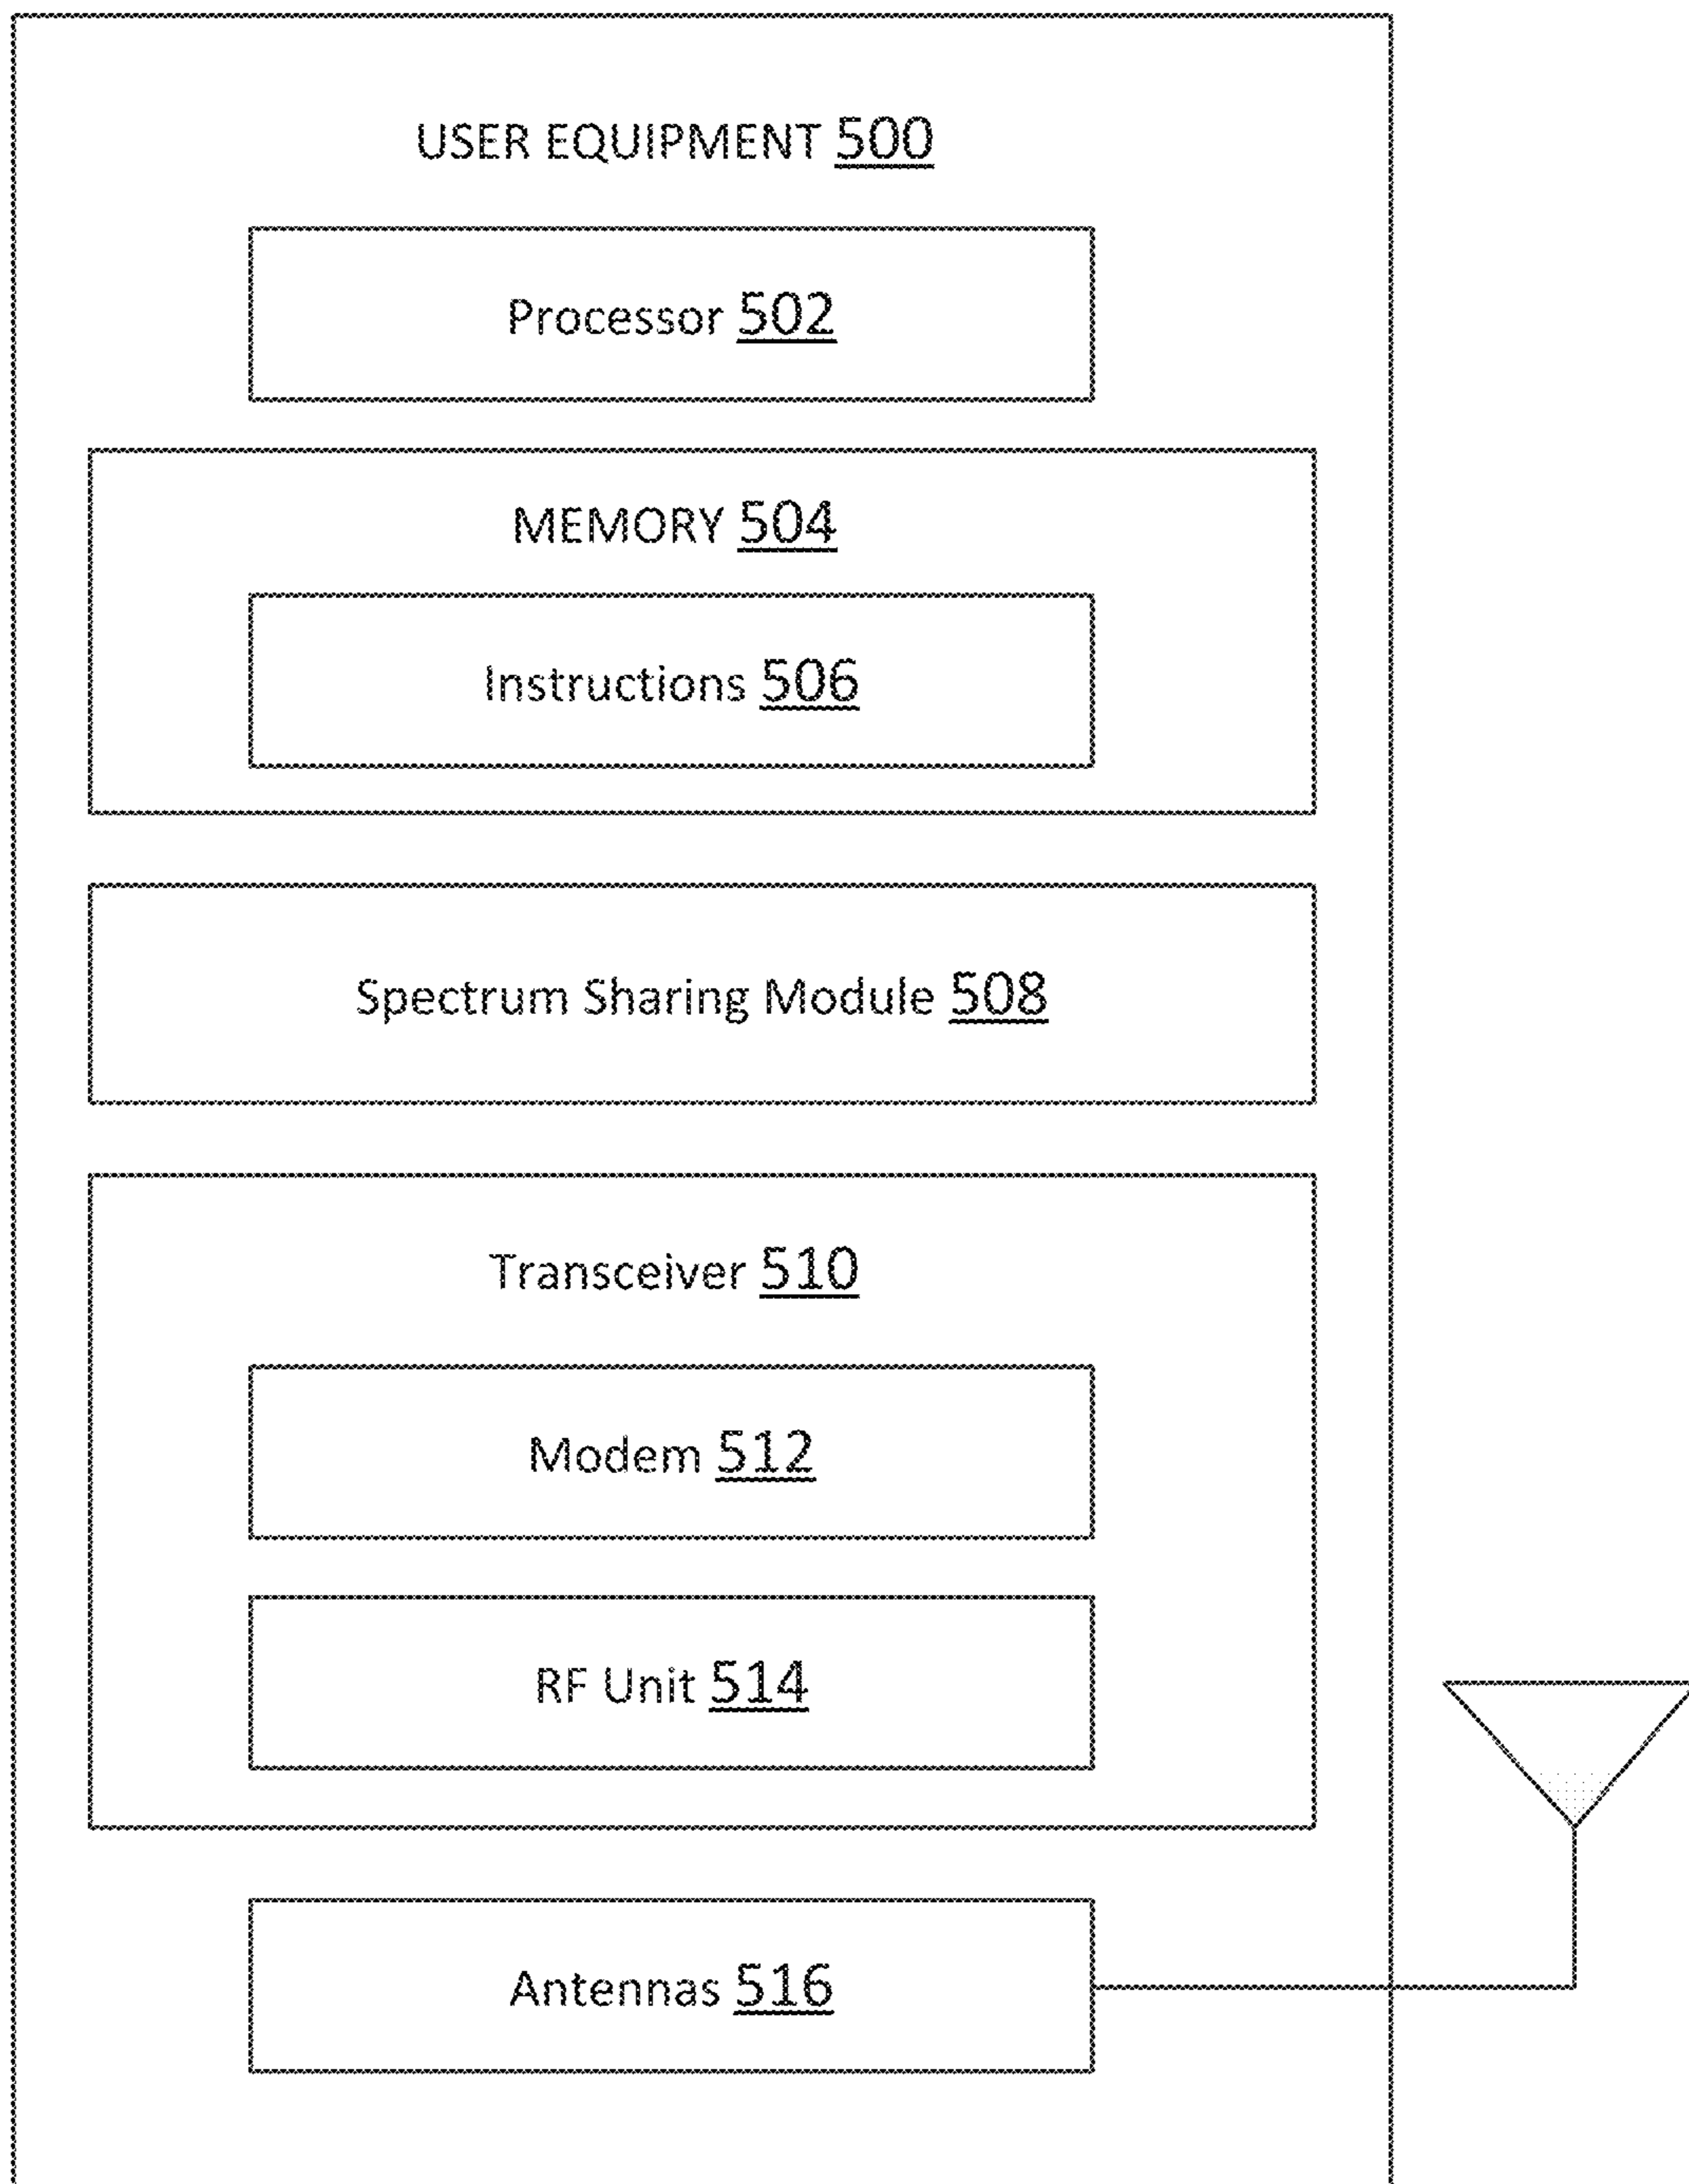 USER EQUIPMENT 500
Processor 502
MEMORY 504
Instructions 506
Spectrum Sharing Module 508
Transceiver 510
Modem 512
RF Unit 514
Antennas 516